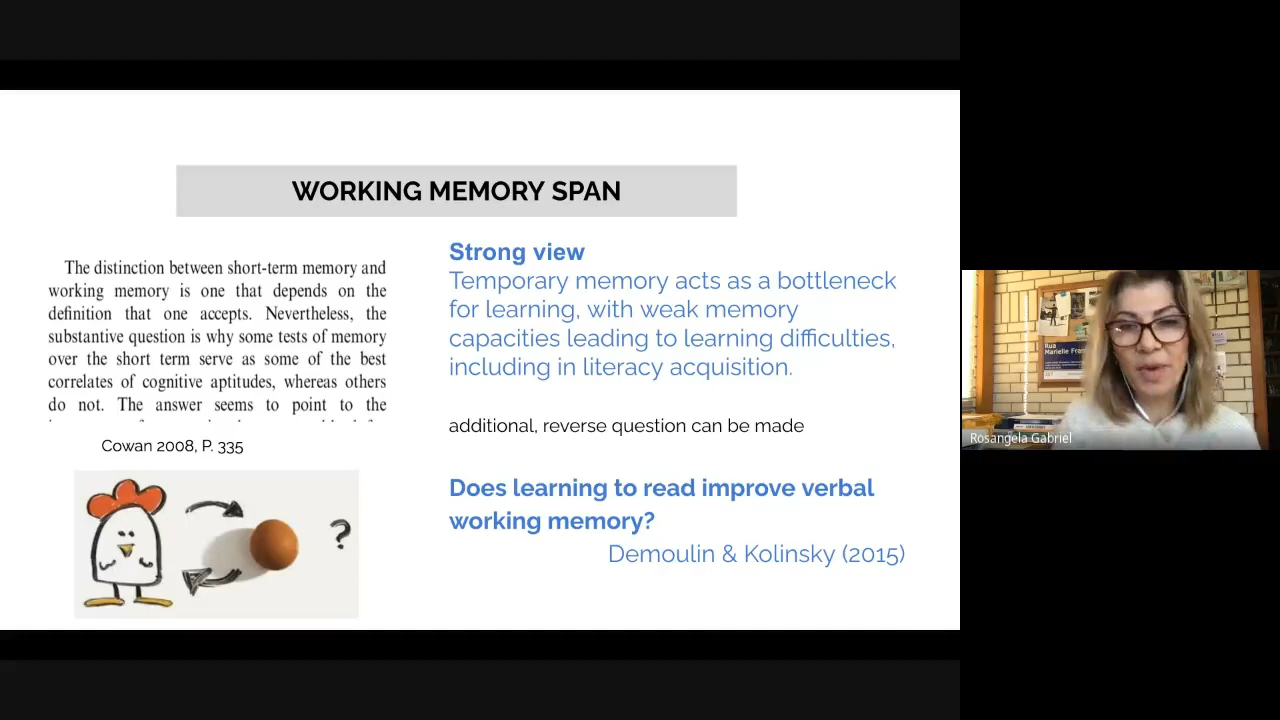 WORKING MEMORY SPAN
The distinction between short-term memory and
working memory is one that depends on the
definition that one accepts. Nevertheless, the
substantive question is why some tests of memory
over the short term serve as some of the best
correlates of cognitive aptitudes, whereas others
do not. The answer seems to point to the
Cowan 2008, P. 335
?
Strong view
Temporary memory acts as a bottleneck
for learning, with weak memory
capacities leading to learning difficulties,
including in literacy acquisition.
additional, reverse question can be made
Does learning to read improve verbal
working memory?
Demoulin & Kolinsky (2015)
Rua
Marielle Fran
Rosangela Gabriel